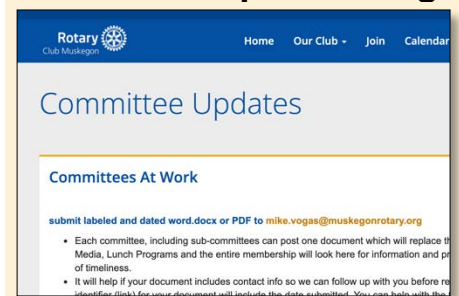 Rotary
Club Muskegon
Home Our Club Join Calendar
Committee Updates
Committees At Work
submit labeled and dated word.docx or PDF to mike.vogas@muskegonrotary.org
• Each committee, including sub-committees can post one document which will replace th
Media, Lunch Programs and the entire membership will look here for information and pr
of timeliness.
• It will help if your document includes contact info so we can follow up with you before re
identifier (link) for your document will include the date submitted. You can help with the